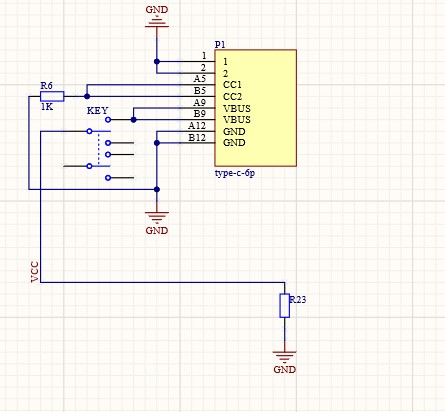 GND
P1
1 1
2 2
A5 CC1
B5 CC2
A9 VBUS
B9 VBUS
A12 GND
B12 GND
type-c-6p
R6
1K
KEY
GND
VCC
R23
GND